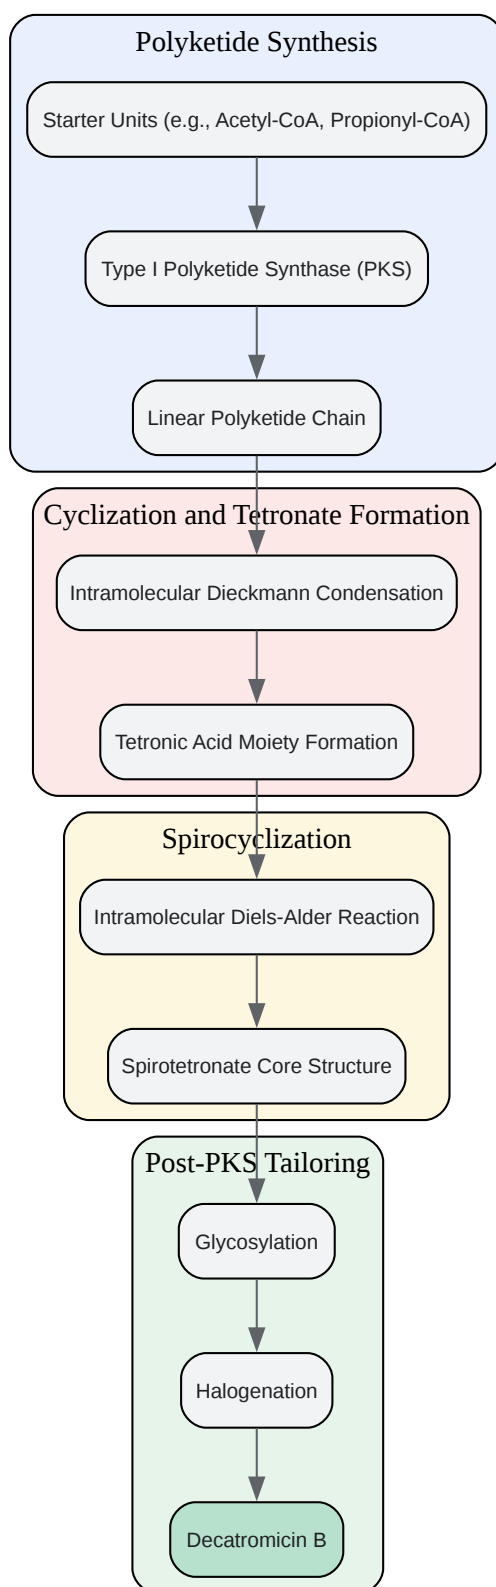 Polyketide Synthesis
Starter Units (e.g., Acetyl-CoA, Propionyl-CoA)
Type I Polyketide Synthase (PKS)
Linear Polyketide Chain
Cyclization and Tetronate Formation
Intramolecular Dieckmann Condensation
Tetronic Acid Moiety Formation
Spirocyclization
Intramolecular Diels-Alder Reaction
Spirotetronate Core Structure
Post-PKS Tailoring
Glycosylation
Halogenation
Decatromicin B